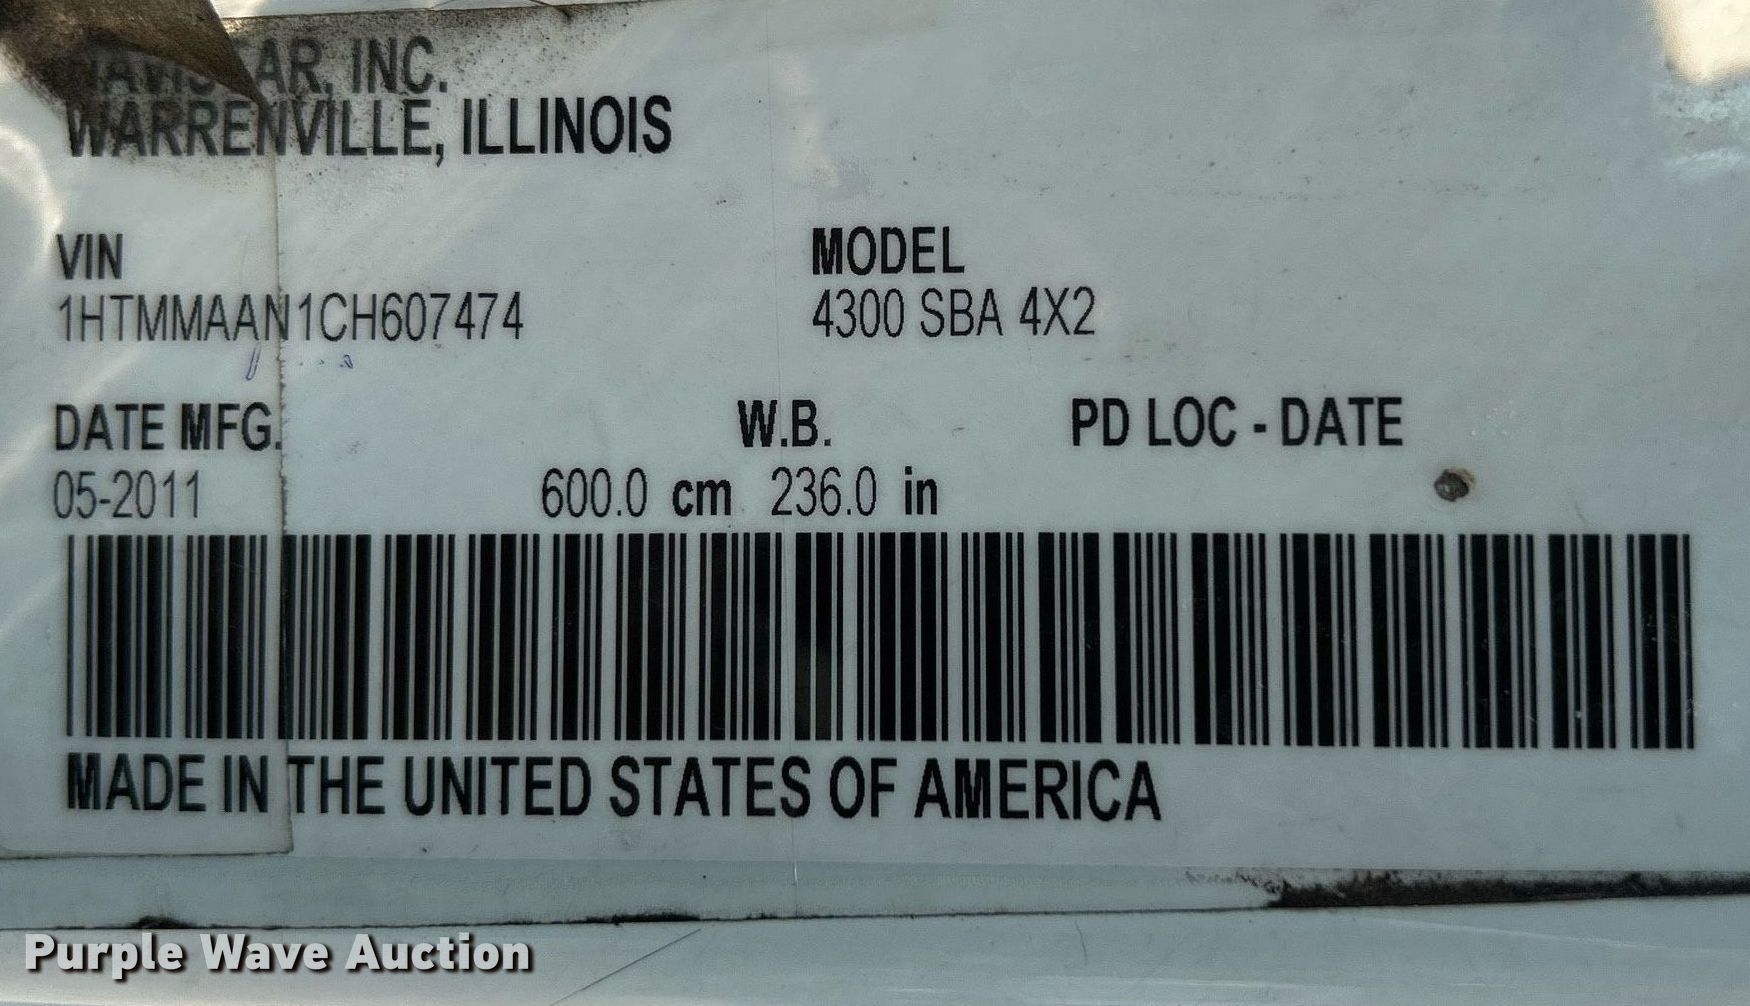 NAVISTAR, INC.
WARRENVILLE, ILLINOIS
VIN MODEL
1HTMMAAN1CH607474 4300 SBA 4X2
DATE MFG. W.B. PD LOC - DATE
05-2011 600.0 cm 236.0 in
MADE IN THE UNITED STATES OF AMERICA
Purple Wave Auction